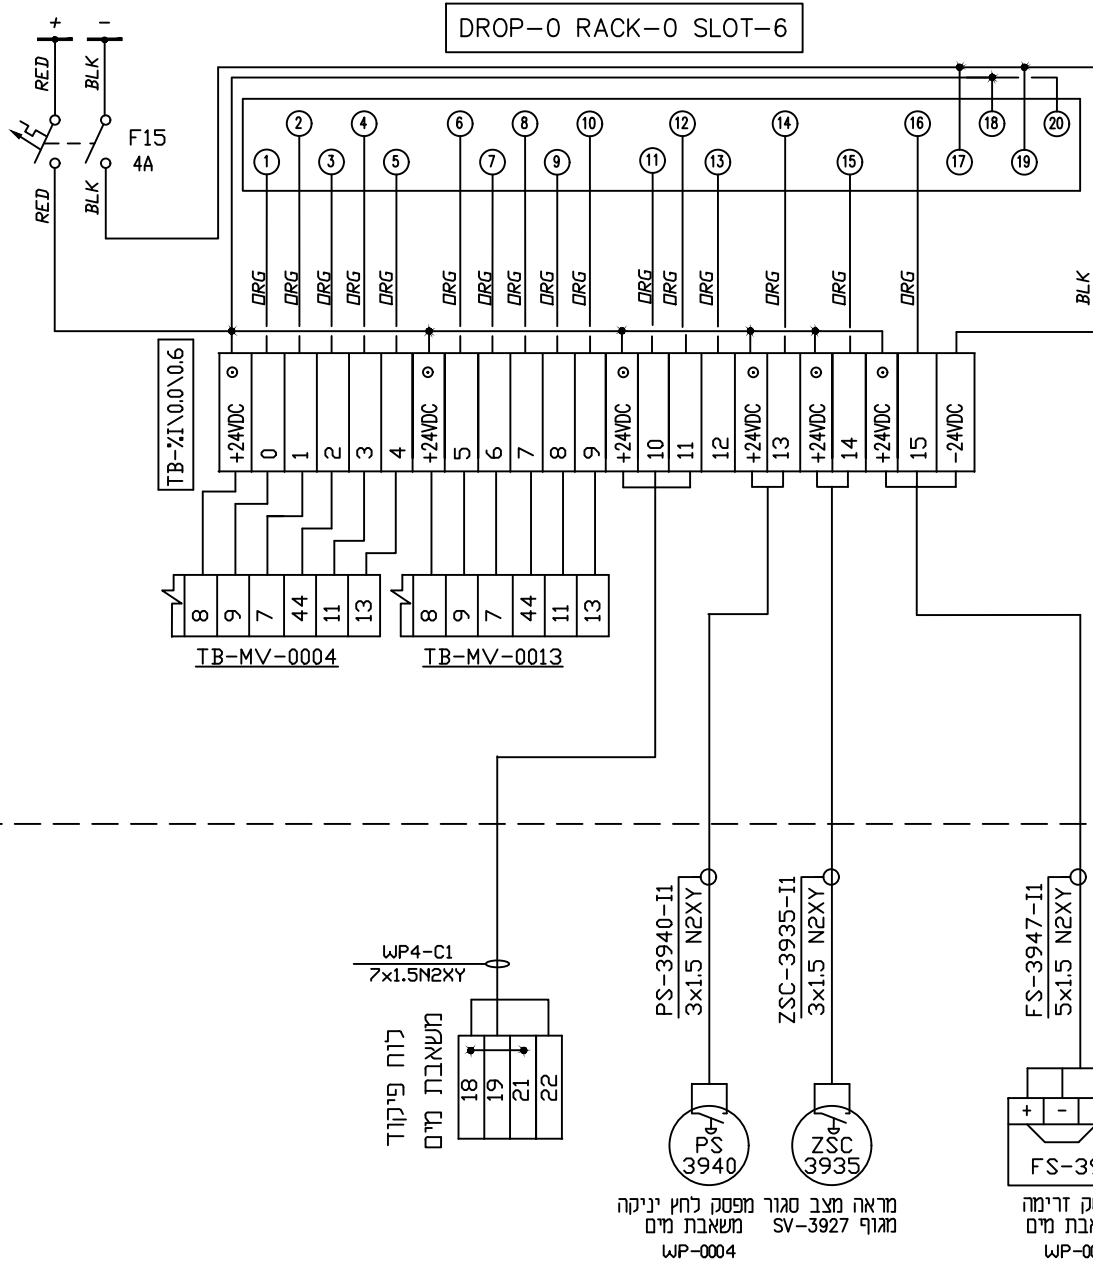 DROP-0 RACK-0 SLOT-6
+ -
RED BLK
F15
4A
RED BLK
2 4 6 8 10 12 14 16 18 20
1 3 5 7 9 11 13 15 17 19
ORG ORG ORG ORG ORG ORG ORG ORG ORG ORG ORG ORG ORG ORG ORG ORG BLK
TB-%I\0.0\0.6
+24VDC 0 1 2 3 4 +24VDC 5 6 7 8 9 +24VDC 10 11 12 +24VDC 13 +24VDC 14 +24VDC 15 -24VDC
8 9 7 44 11 13
TB-MV-0004
8 9 7 44 11 13
TB-MV-0013
WP4-C1
7x1.5N2XY
לוח פיקוד
משאבת מים
18 19 21 22
PS-3940-I1
3x1.5 N2XY
ZSC-3935-I1
3x1.5 N2XY
FS-3947-I1
5x1.5 N2XY
PS
3940
מפסק לחץ יניקה
משאבת מים
WP-0004
ZSC
3935
מראה מצב סגור
מגוף SV-3927
+ -
FS-39
זרימה
מים